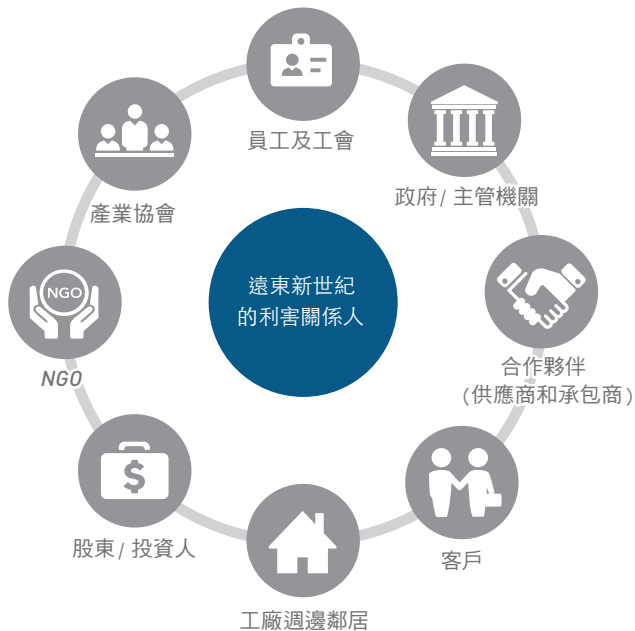 員工及工會
政府/ 主管機關
產業協會
遠東新世紀
的利害關係人
NGO
NGO
合作夥伴
(供應商和承包商)
$
股東/ 投資人
客戶
工廠週邊鄰居